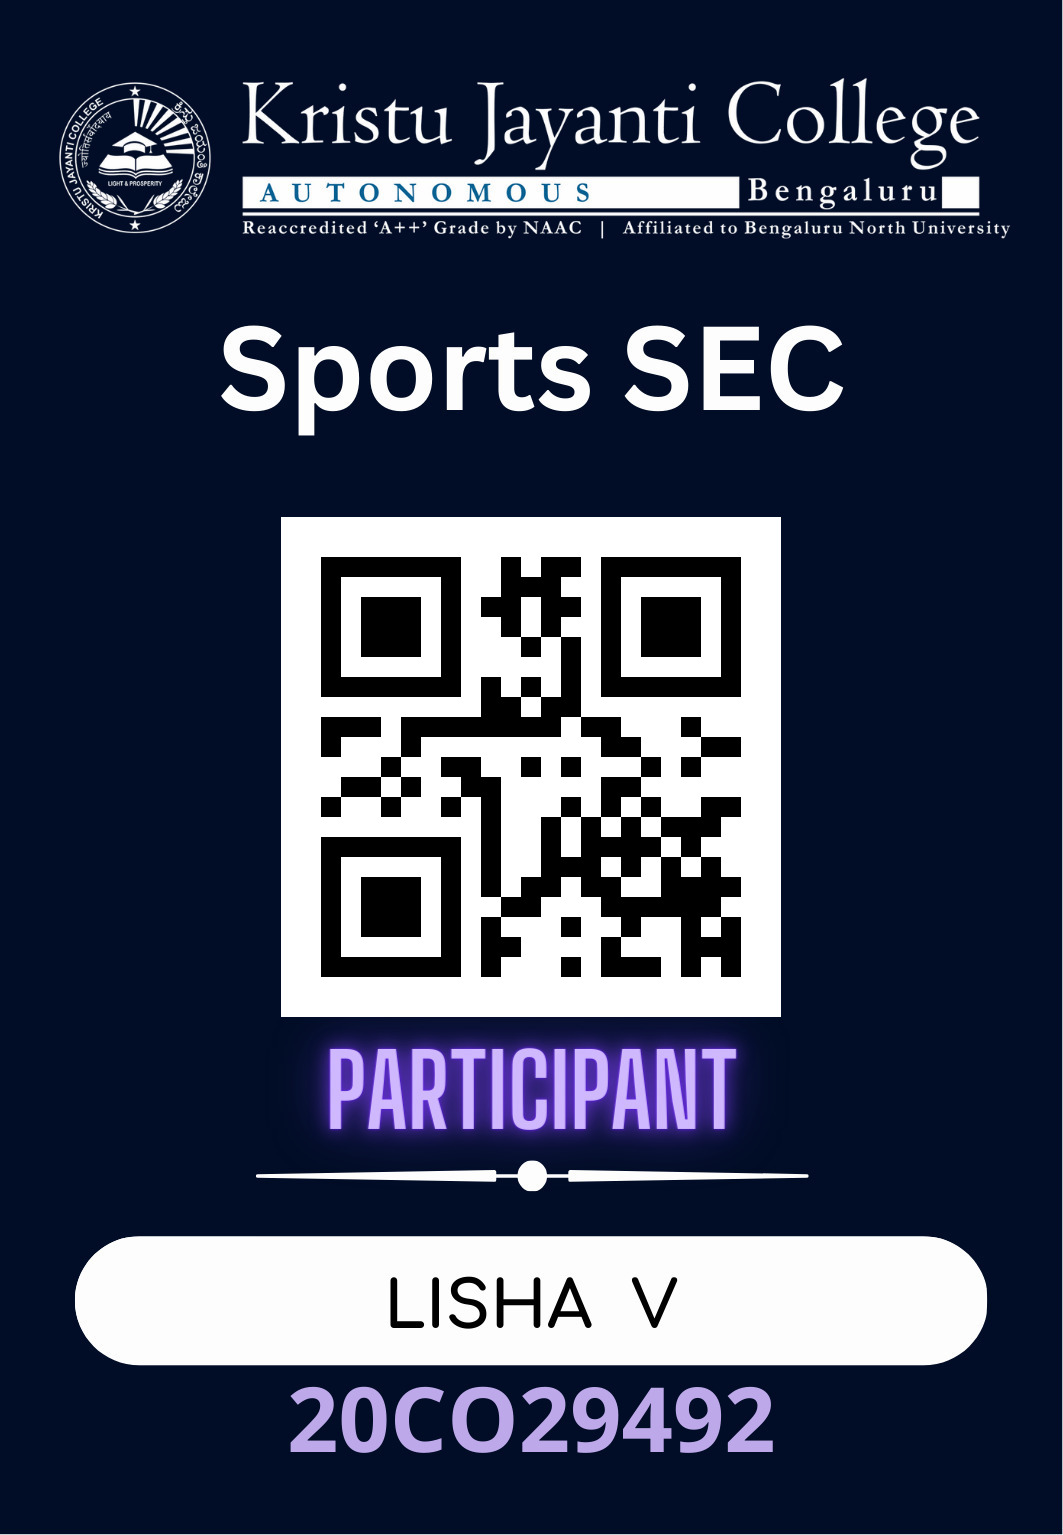 KRISTU JAYANTI COLLEGE
ज्योतिसंवादयाय
LIGHT & PROSPERITY
Kristu Jayanti College
AUTONOMOUS Bengaluru
Reaccredited ‘A++’ Grade by NAAC | Affiliated to Bengaluru North University
Sports SEC
PARTICIPANT
LISHA V
20CO29492